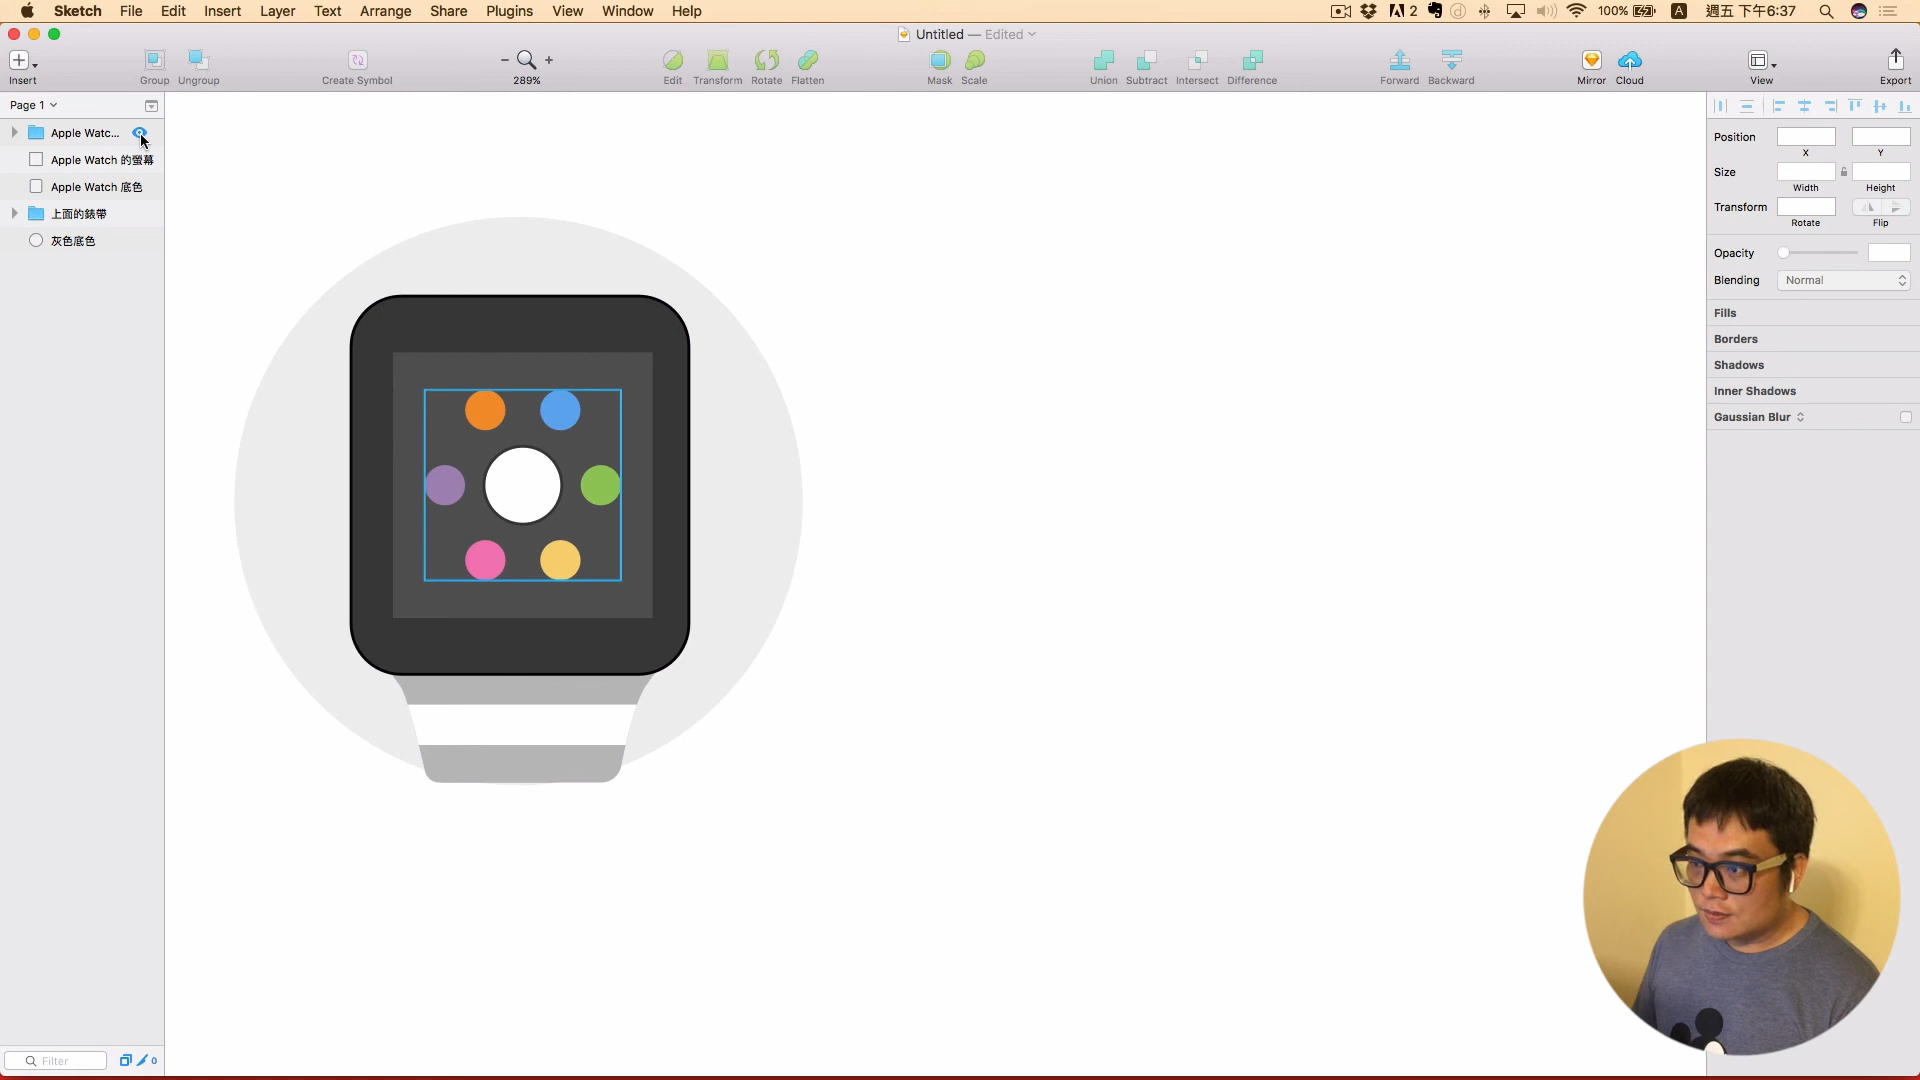 Sketch File Edit Insert Layer Text Arrange Share Plugins View Window Help 2 100% A 週五 下午6:37
Untitled — Edited
289%
Insert Group Ungroup Create Symbol Edit Transform Rotate Flatten Mask Scale Union Subtract Intersect Difference Forward Backward Mirror Cloud View Export
Page 1
Apple Watc...
Apple Watch 的螢幕
Apple Watch 底色
上面的錶帶
灰色底色
Filter
0
Position
X Y
Size
Width Height
Transform
Rotate Flip
Opacity
Blending Normal
Fills
Borders
Shadows
Inner Shadows
Gaussian Blur